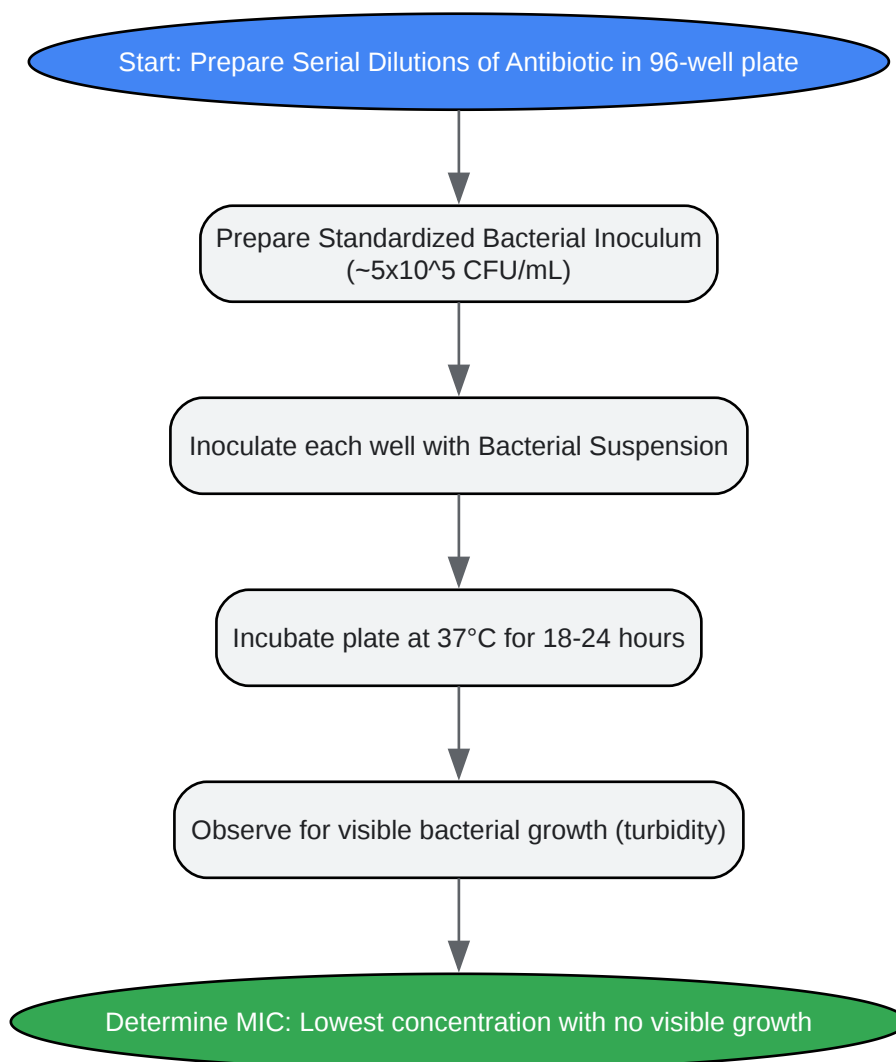 Start: Prepare Serial Dilutions of Antibiotic in 96-well plate
Prepare Standardized Bacterial Inoculum
(~5x10^5 CFU/mL)
Inoculate each well with Bacterial Suspension
Incubate plate at 37°C for 18-24 hours
Observe for visible bacterial growth (turbidity)
Determine MIC: Lowest concentration with no visible growth